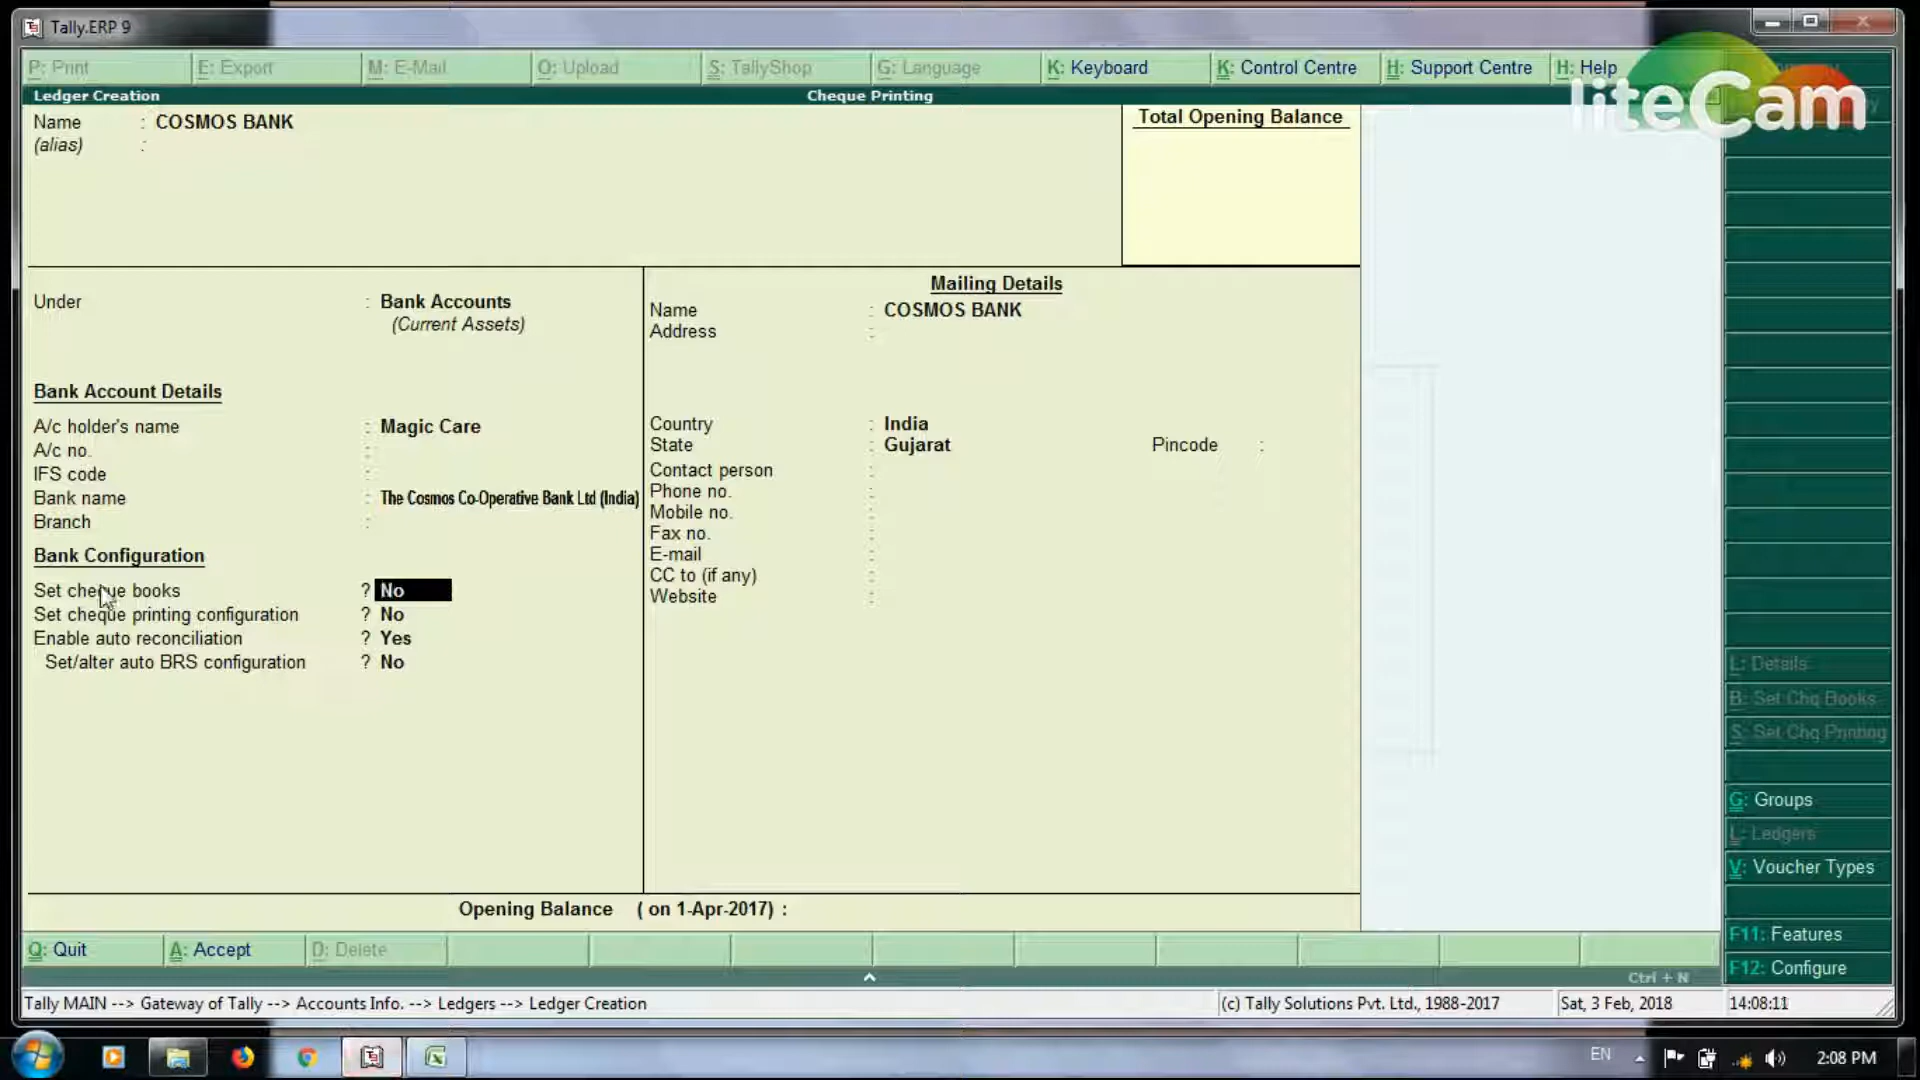 Tally.ERP 9
P: Print E: Export M: E-Mail O: Upload S: TallyShop G: Language K: Keyboard K: Control Centre H: Support Centre H: Help
liteCam
Ledger Creation Cheque Printing
Name : COSMOS BANK
(alias) :
Total Opening Balance
Under : Bank Accounts
(Current Assets)
Mailing Details
Name : COSMOS BANK
Address :
Bank Account Details
A/c holder's name : Magic Care
A/c no. :
IFS code :
Bank name : The Cosmos Co-Operative Bank Ltd (India)
Branch :
Country : India
State : Gujarat Pincode :
Contact person :
Phone no. :
Mobile no. :
Fax no. :
E-mail :
CC to (if any) :
Website :
Bank Configuration
Set cheque books ? No
Set cheque printing configuration ? No
Enable auto reconciliation ? Yes
Set/alter auto BRS configuration ? No
Opening Balance ( on 1-Apr-2017) :
L: Details
B: Set Chq Books
S: Set Chq Printing
G: Groups
L: Ledgers
V: Voucher Types
F11: Features
F12: Configure
Q: Quit A: Accept D: Delete
Ctrl + N
Tally MAIN --> Gateway of Tally --> Accounts Info. --> Ledgers --> Ledger Creation (c) Tally Solutions Pvt. Ltd., 1988-2017 Sat, 3 Feb, 2018 14:08:11
EN 2:08 PM